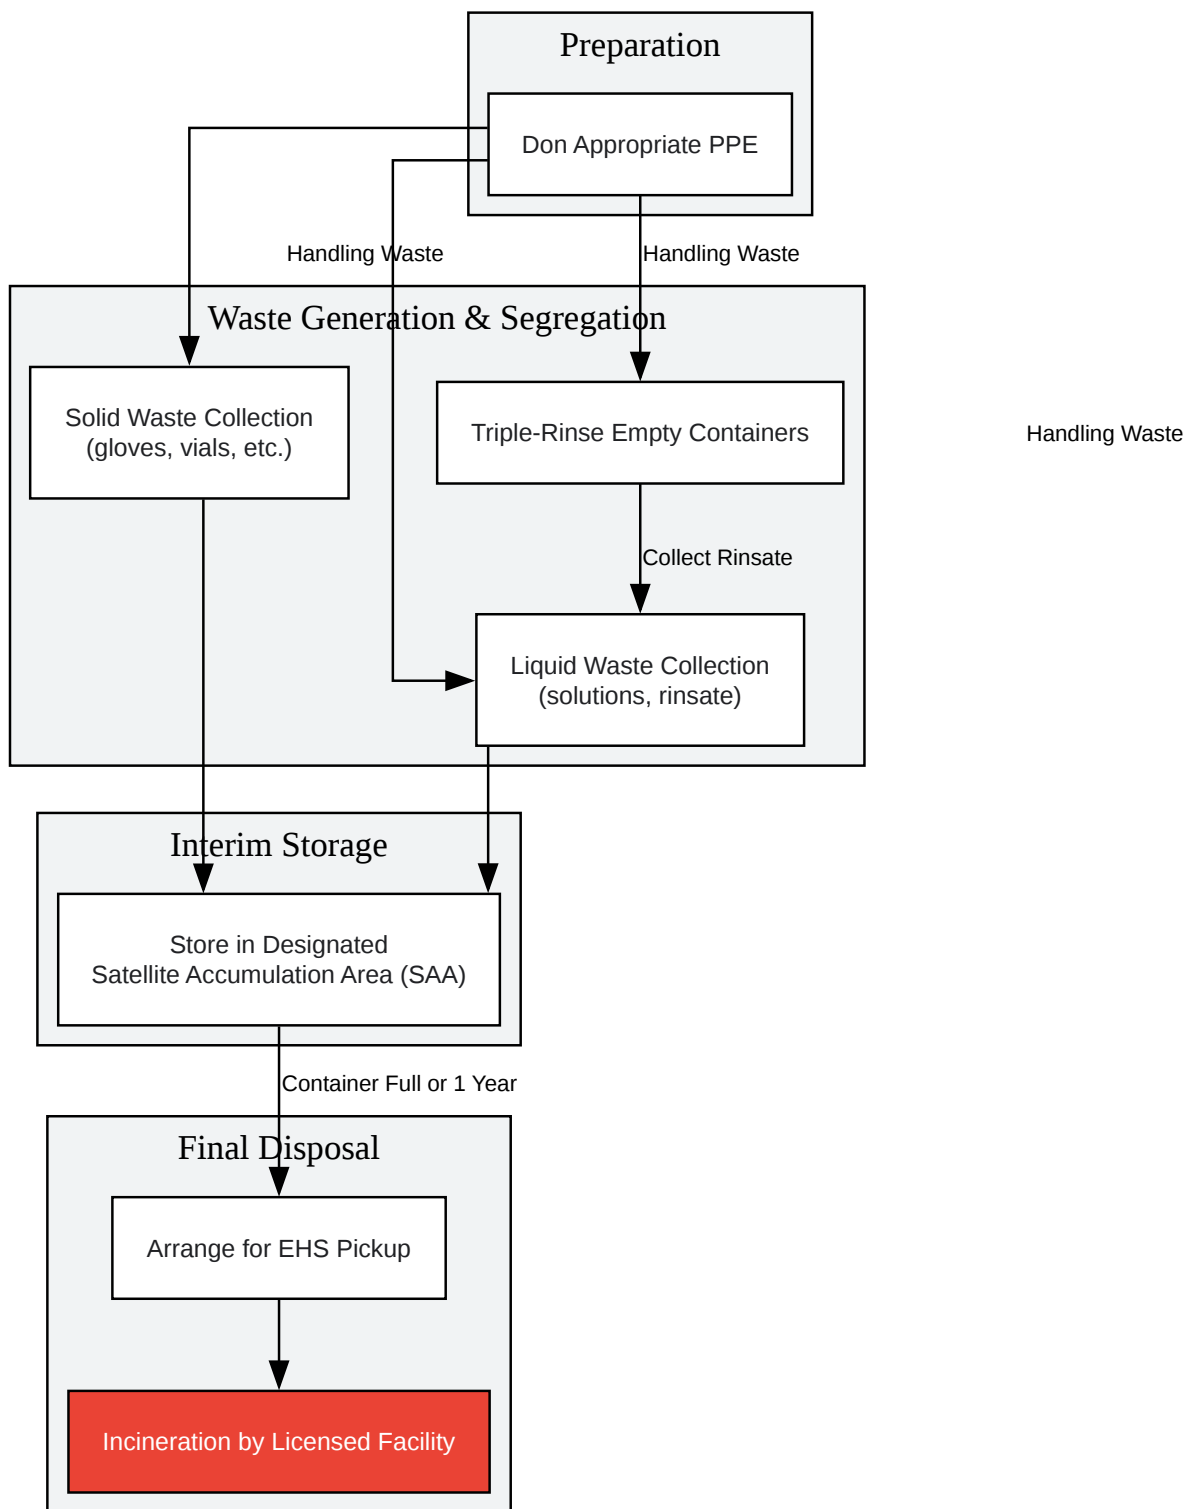 Preparation
Don Appropriate PPE
Handling Waste
Handling Waste
Waste Generation & Segregation
Solid Waste Collection
(gloves, vials, etc.)
Triple-Rinse Empty Containers
Handling Waste
Collect Rinsate
Liquid Waste Collection
(solutions, rinsate)
Interim Storage
Store in Designated
Satellite Accumulation Area (SAA)
Container Full or 1 Year
Final Disposal
Arrange for EHS Pickup
Incineration by Licensed Facility